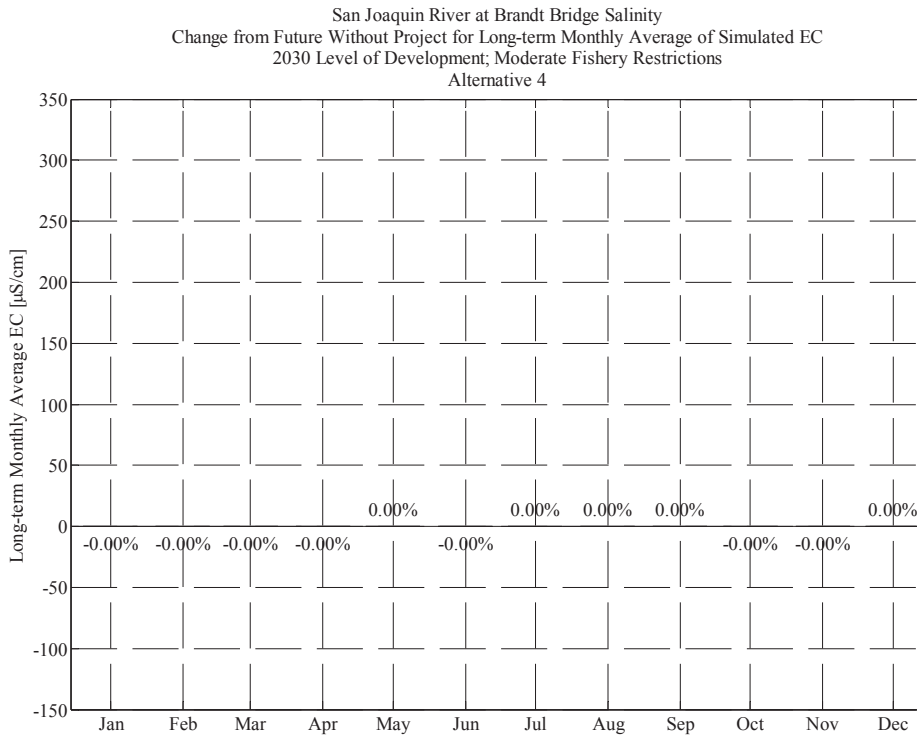 San Joaquin River at Brandt Bridge Salinity
Change from Future Without Project for Long-term Monthly Average of Simulated EC
2030 Level of Development; Moderate Fishery Restrictions
Alternative 4
Long-term Monthly Average EC [µS/cm]
350
300
250
200
150
100
50
0
-50
-100
-150
0.00% 0.00% 0.00% 0.00% 0.00%
-0.00% -0.00% -0.00% -0.00% -0.00% -0.00% -0.00%
Jan Feb Mar Apr May Jun Jul Aug Sep Oct Nov Dec